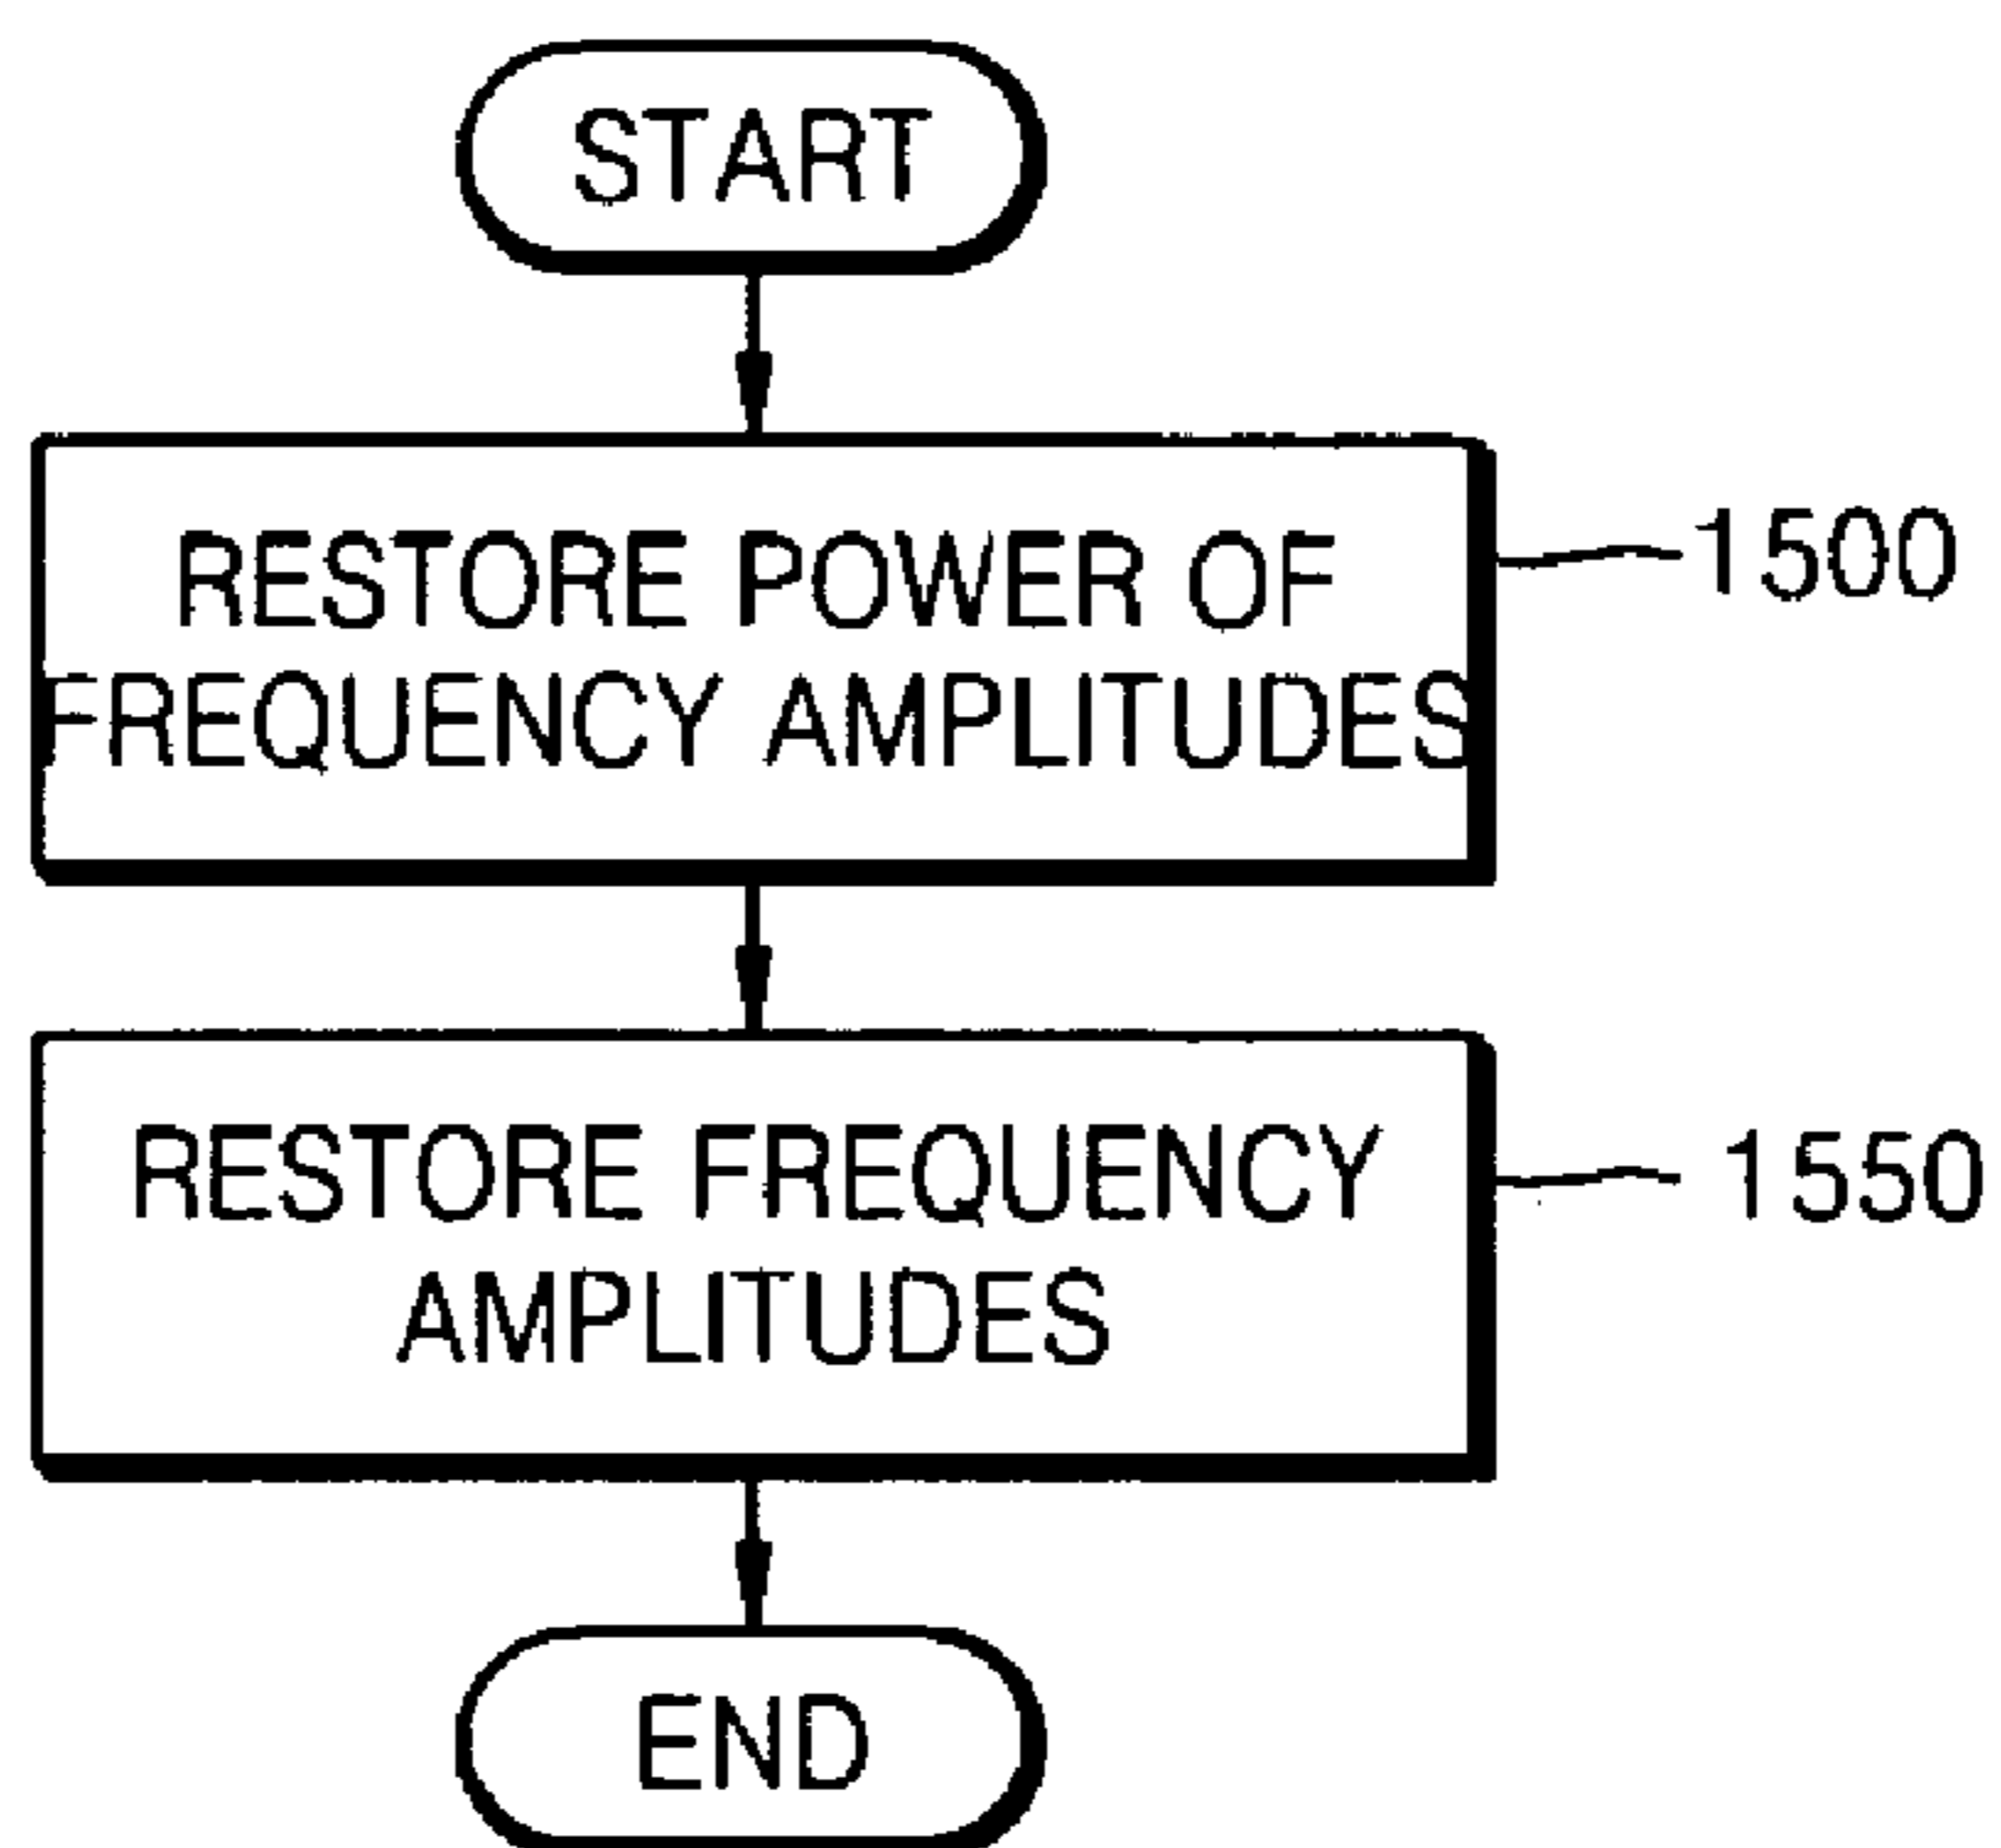 START
RESTORE POWER OF
FREQUENCY AMPLITUDES
1500
RESTORE FREQUENCY
AMPLITUDES
1550
END